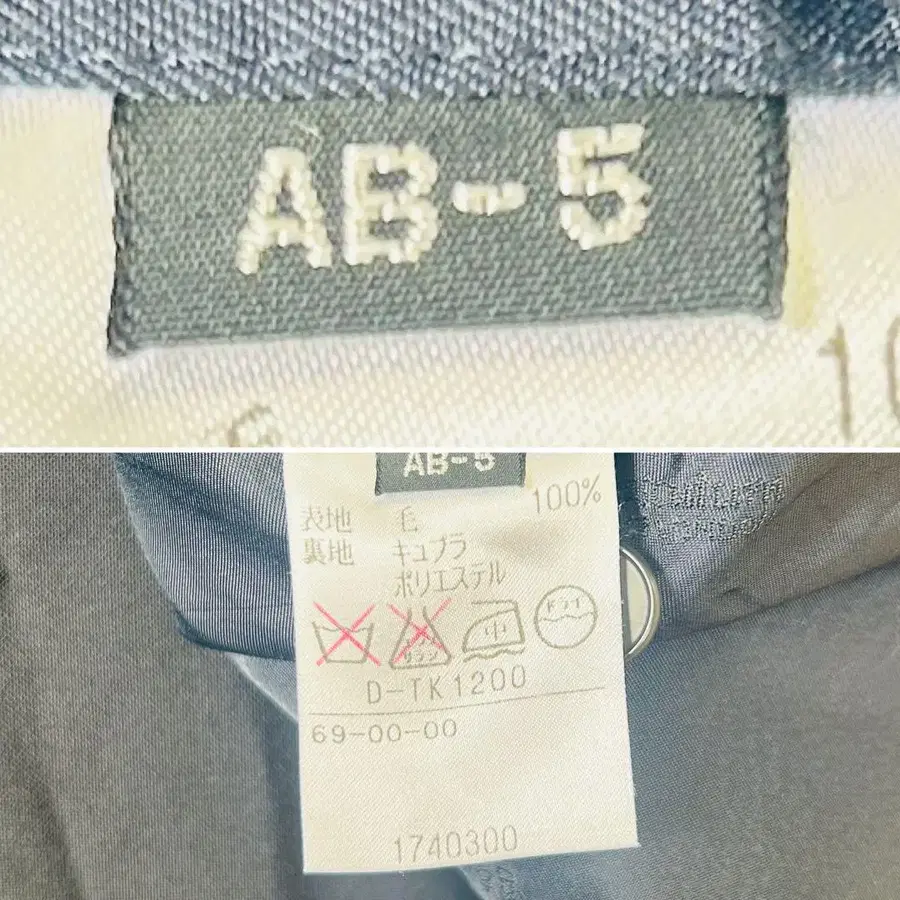 AB-5
AB-5
100%
表地 毛
裏地 キュプラ
ポリエステル
中
ドライ
D-TK1200
69-00-00
1740300